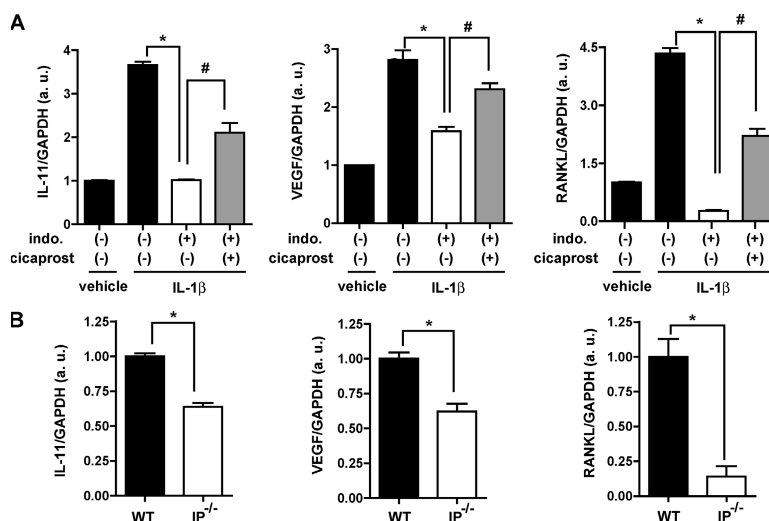 A
IL-11/GAPDH (a. u.)
4
3
2
1
0
*
#
VEGF/GAPDH (a. u.)
3
2
1
0
*
#
RANKL/GAPDH (a. u.)
4.5
3.0
1.5
0.0
*
#
indo. (-) (-) (+) (+)
cicaprost (-) (-) (-) (+)
vehicle IL-1β
indo. (-) (-) (+) (+)
cicaprost (-) (-) (-) (+)
vehicle IL-1β
indo. (-) (-) (+) (+)
cicaprost (-) (-) (-) (+)
vehicle IL-1β
B
IL-11/GAPDH (a. u.)
1.25
1.00
0.75
0.50
0.25
0.00
*
WT IP-/-
VEGF/GAPDH (a. u.)
1.25
1.00
0.75
0.50
0.25
0.00
*
WT IP-/-
RANKL/GAPDH (a. u.)
1.25
1.00
0.75
0.50
0.25
0.00
*
WT IP-/-